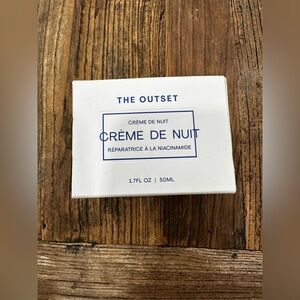 THE OUTSET
CRÈME DE NUIT
CRÈME DE NUIT
RÉPARATRICE À LA NIACINAMIDE
1.7FL OZ | 50ML